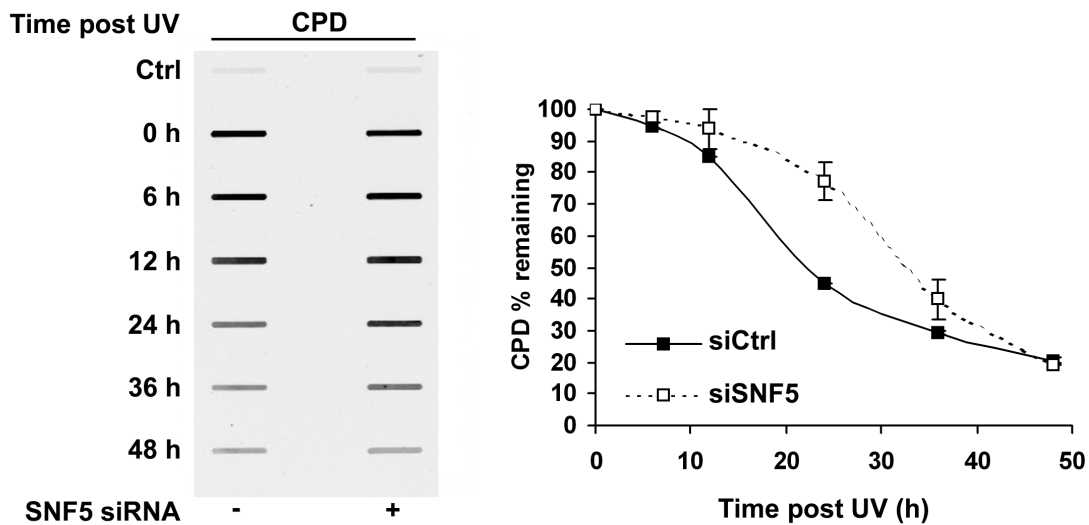 Time post UV
CPD
Ctrl
0 h
6 h
12 h
24 h
36 h
48 h
SNF5 siRNA - +
CPD % remaining
100
90
80
70
60
50
40
30
20
10
0
siCtrl
siSNF5
0 10 20 30 40 50
Time post UV (h)